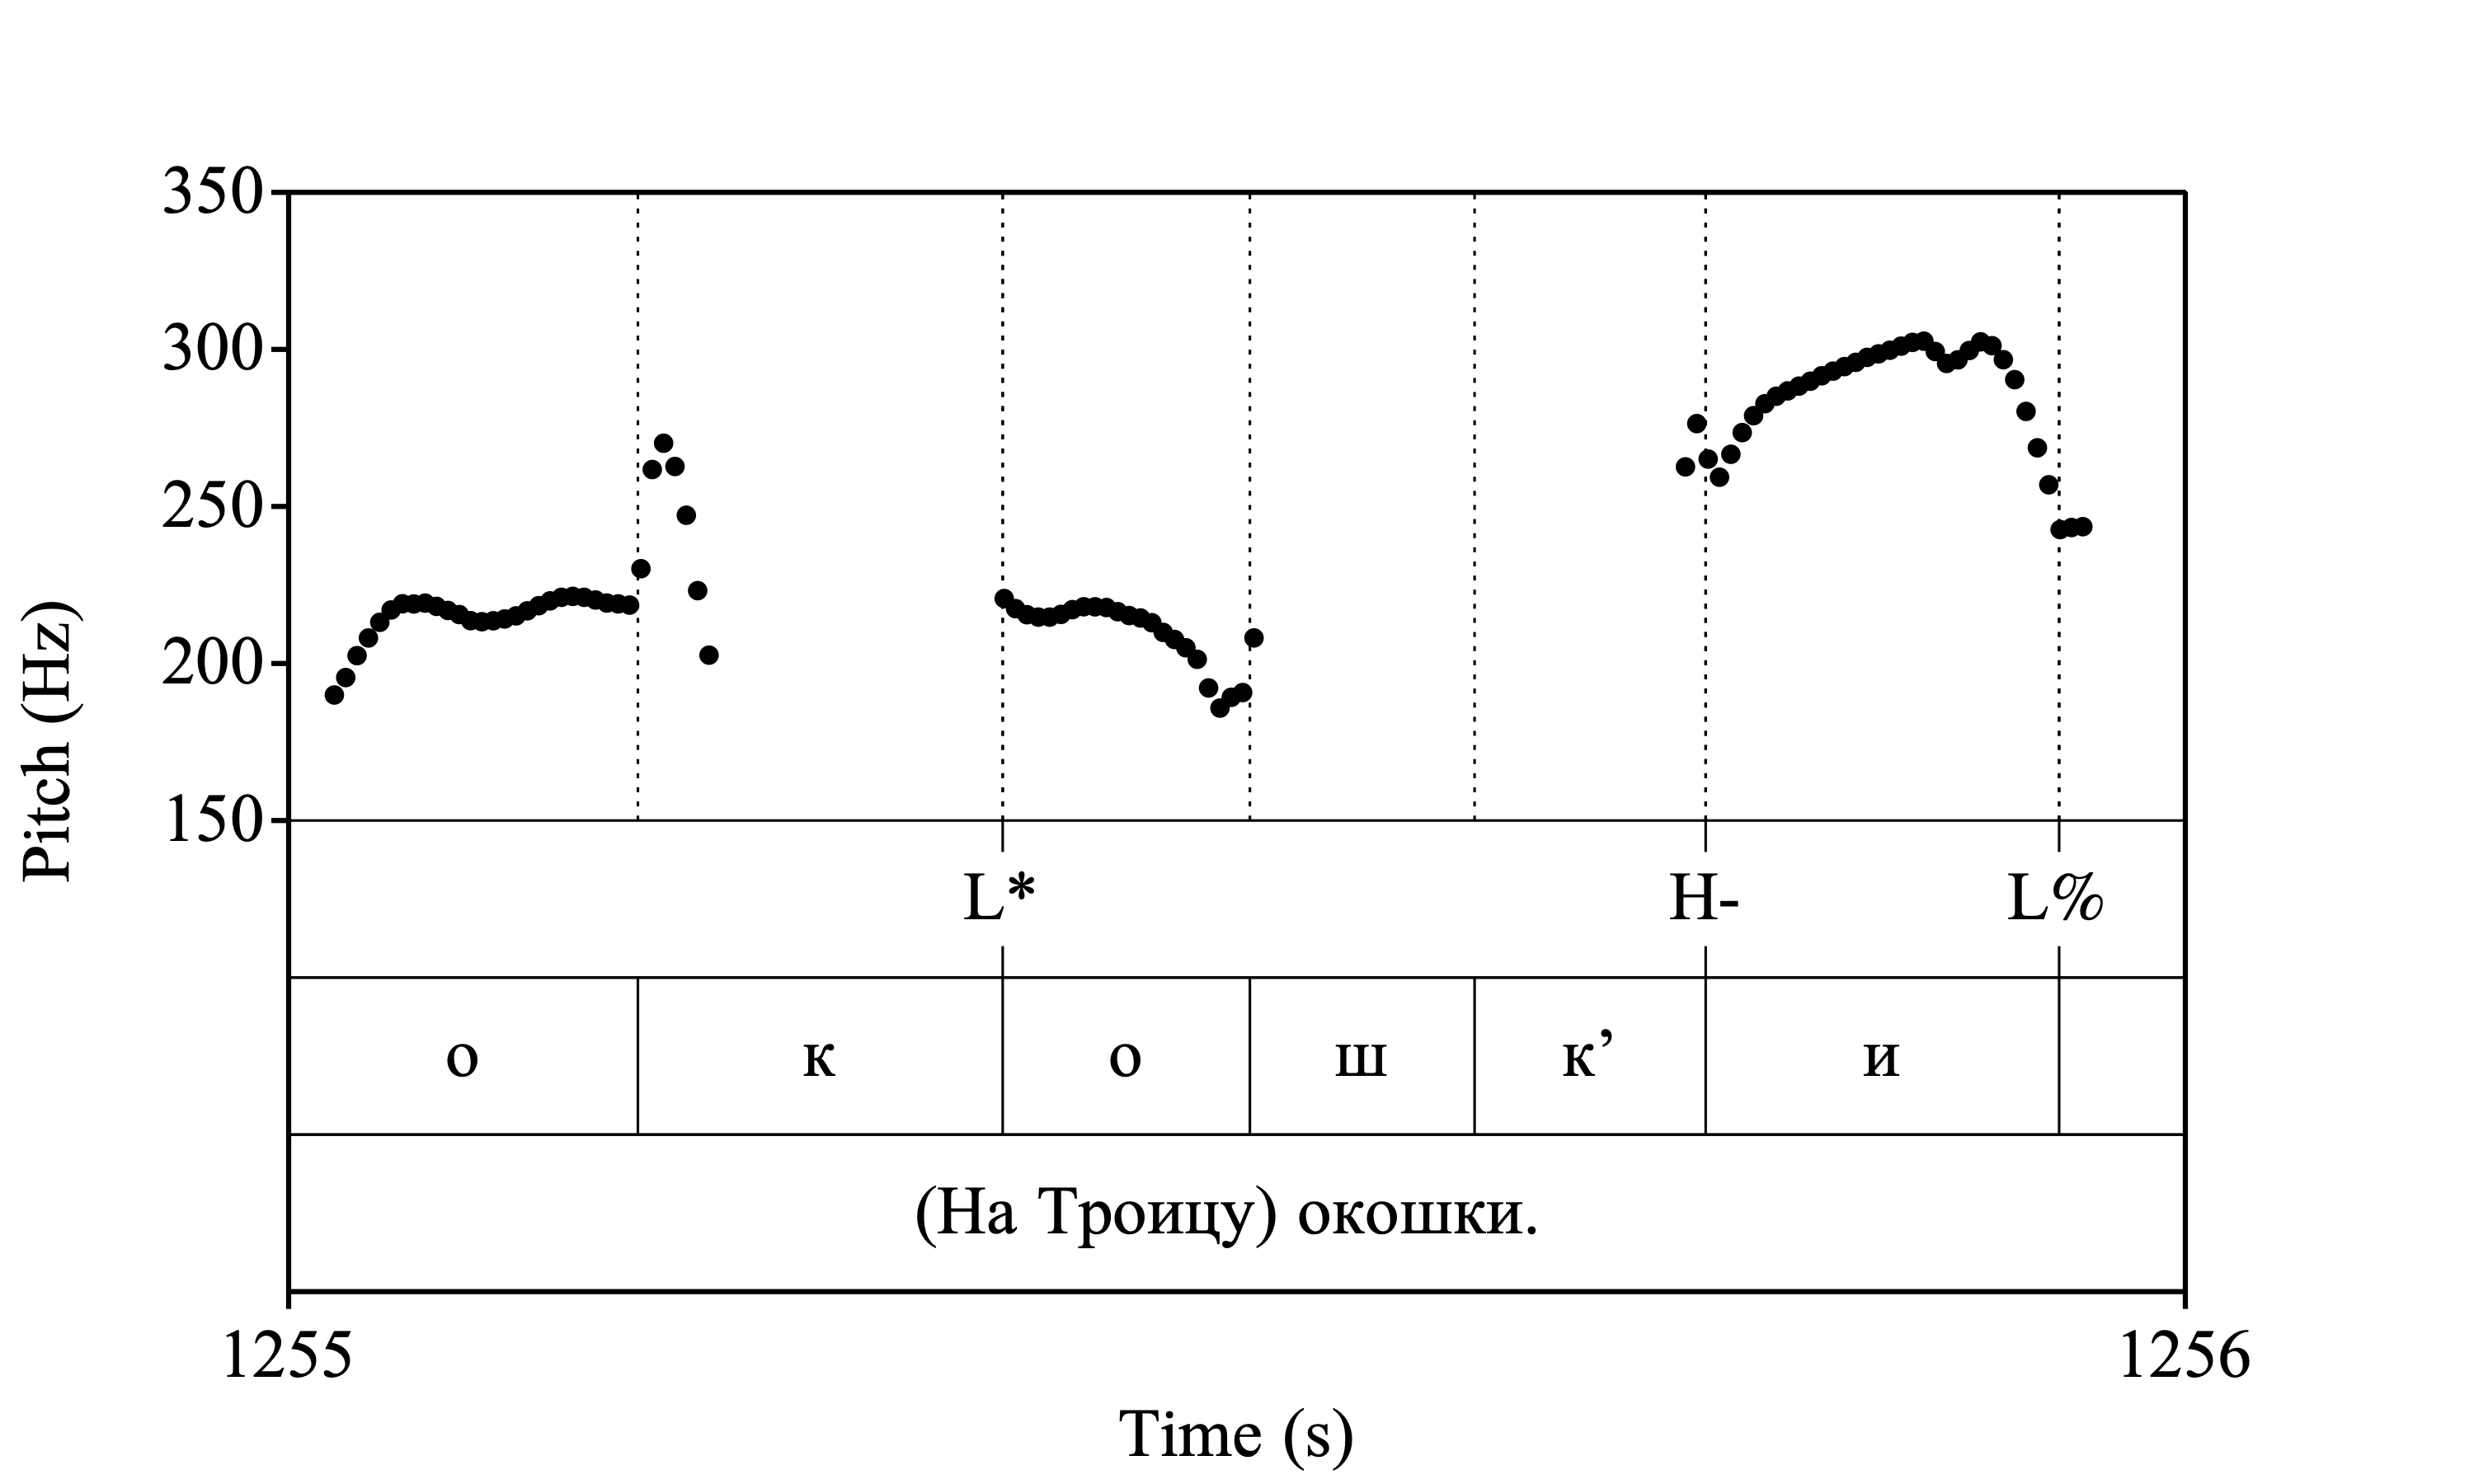 350
300
250
200
150
Pitch (Hz)
L* H- L%
о к о ш к’ и
(На Троицу) окошки.
1255 1256
Time (s)